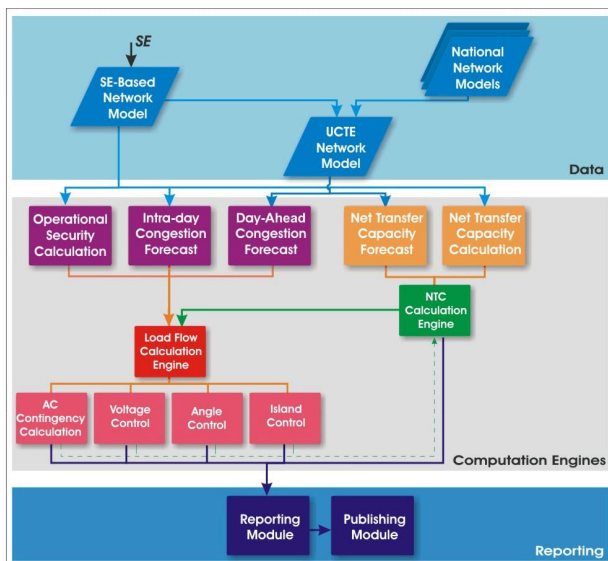 SE
SE-Based
Network
Model
National
Network
Models
UCTE
Network
Model
Data
Operational
Security
Calculation
Intra-day
Congestion
Forecast
Day-Ahead
Congestion
Forecast
Net Transfer
Capacity
Forecast
Net Transfer
Capacity
Calculation
NTC
Calculation
Engine
Load Flow
Calculation
Engine
AC
Contingency
Calculation
Voltage
Control
Angle
Control
Island
Control
Computation Engines
Reporting
Module
Publishing
Module
Reporting